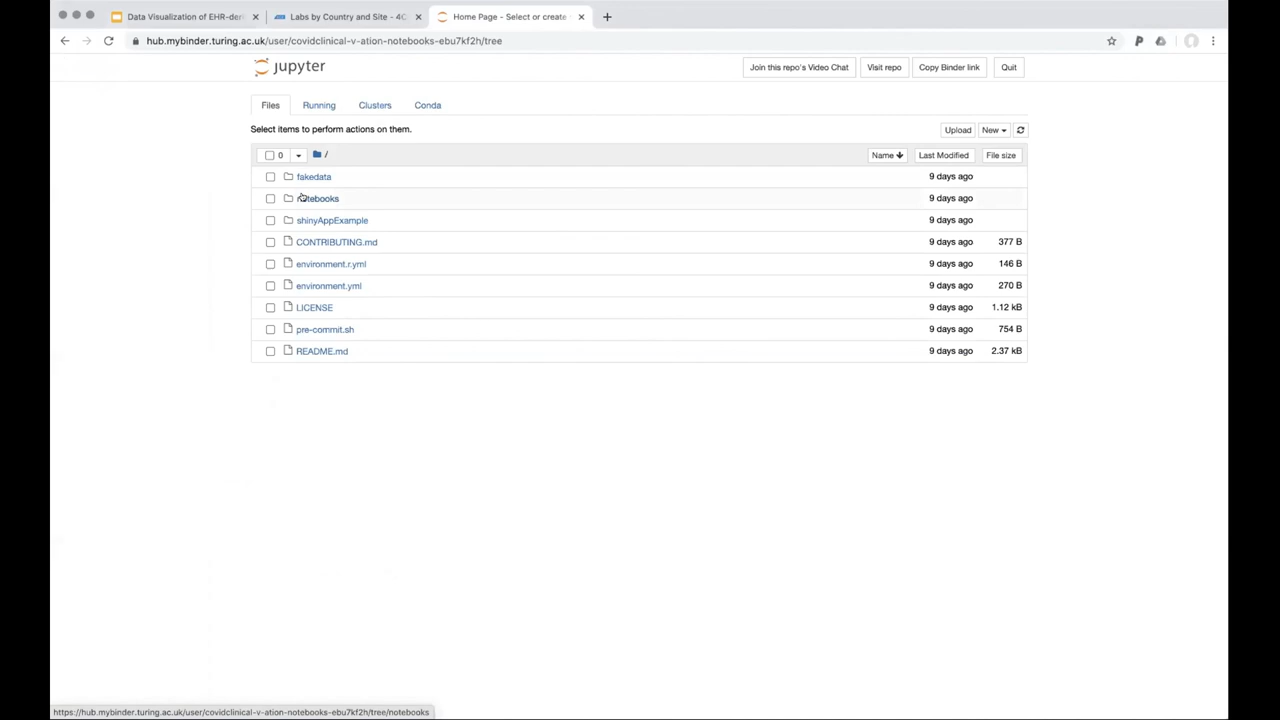 Data Visualization of EHR-der
Labs by Country and Site - 4C
Home Page - Select or create
hub.mybinder.turing.ac.uk/user/covidclinical-v-ation-notebooks-ebu7kf2h/tree
jupyter
Join this repo's Video Chat Visit repo Copy Binder link Quit
Files Running Clusters Conda
Select items to perform actions on them.
Upload New
0 / Name Last Modified File size
fakedata 9 days ago
notebooks 9 days ago
shinyAppExample 9 days ago
CONTRIBUTING.md 9 days ago 377 B
environment.r.yml 9 days ago 146 B
environment.yml 9 days ago 270 B
LICENSE 9 days ago 1.12 kB
pre-commit.sh 9 days ago 754 B
README.md 9 days ago 2.37 kB
https://hub.mybinder.turing.ac.uk/user/covidclinical-v-ation-notebooks-ebu7kf2h/tree/notebooks